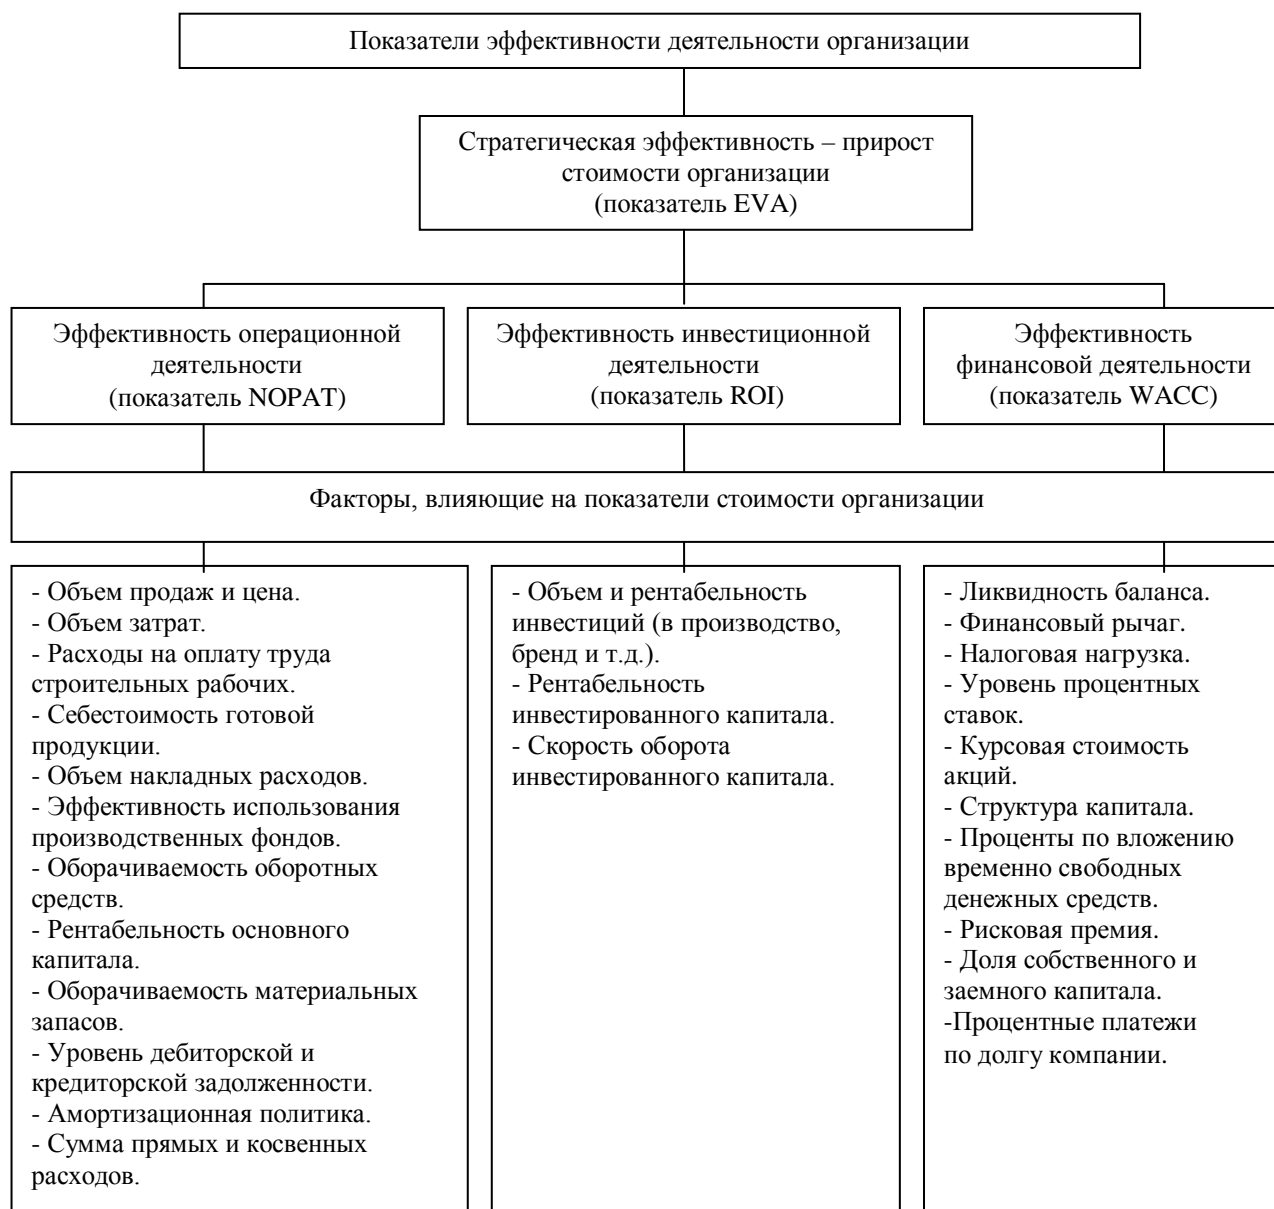 Показатели эффективности деятельности организации
Стратегическая эффективность – прирост
стоимости организации
(показатель EVA)
Эффективность операционной
деятельности
(показатель NOPAT)
Эффективность инвестиционной
деятельности
(показатель ROI)
Эффективность
финансовой деятельности
(показатель WACC)
Факторы, влияющие на показатели стоимости организации
- Объем продаж и цена.
- Объем затрат.
- Расходы на оплату труда
строительных рабочих.
- Себестоимость готовой
продукции.
- Объем накладных расходов.
- Эффективность использования
производственных фондов.
- Оборачиваемость оборотных
средств.
- Рентабельность основного
капитала.
- Оборачиваемость материальных
запасов.
- Уровень дебиторской и
кредиторской задолженности.
- Амортизационная политика.
- Сумма прямых и косвенных
расходов.
- Объем и рентабельность
инвестиций (в производство,
бренд и т.д.).
- Рентабельность
инвестированного капитала.
- Скорость оборота
инвестированного капитала.
- Ликвидность баланса.
- Финансовый рычаг.
- Налоговая нагрузка.
- Уровень процентных
ставок.
- Курсовая стоимость
акций.
- Структура капитала.
- Проценты по вложению
временно свободных
денежных средств.
- Рисковая премия.
- Доля собственного и
заемного капитала.
-Процентные платежи
по долгу компании.